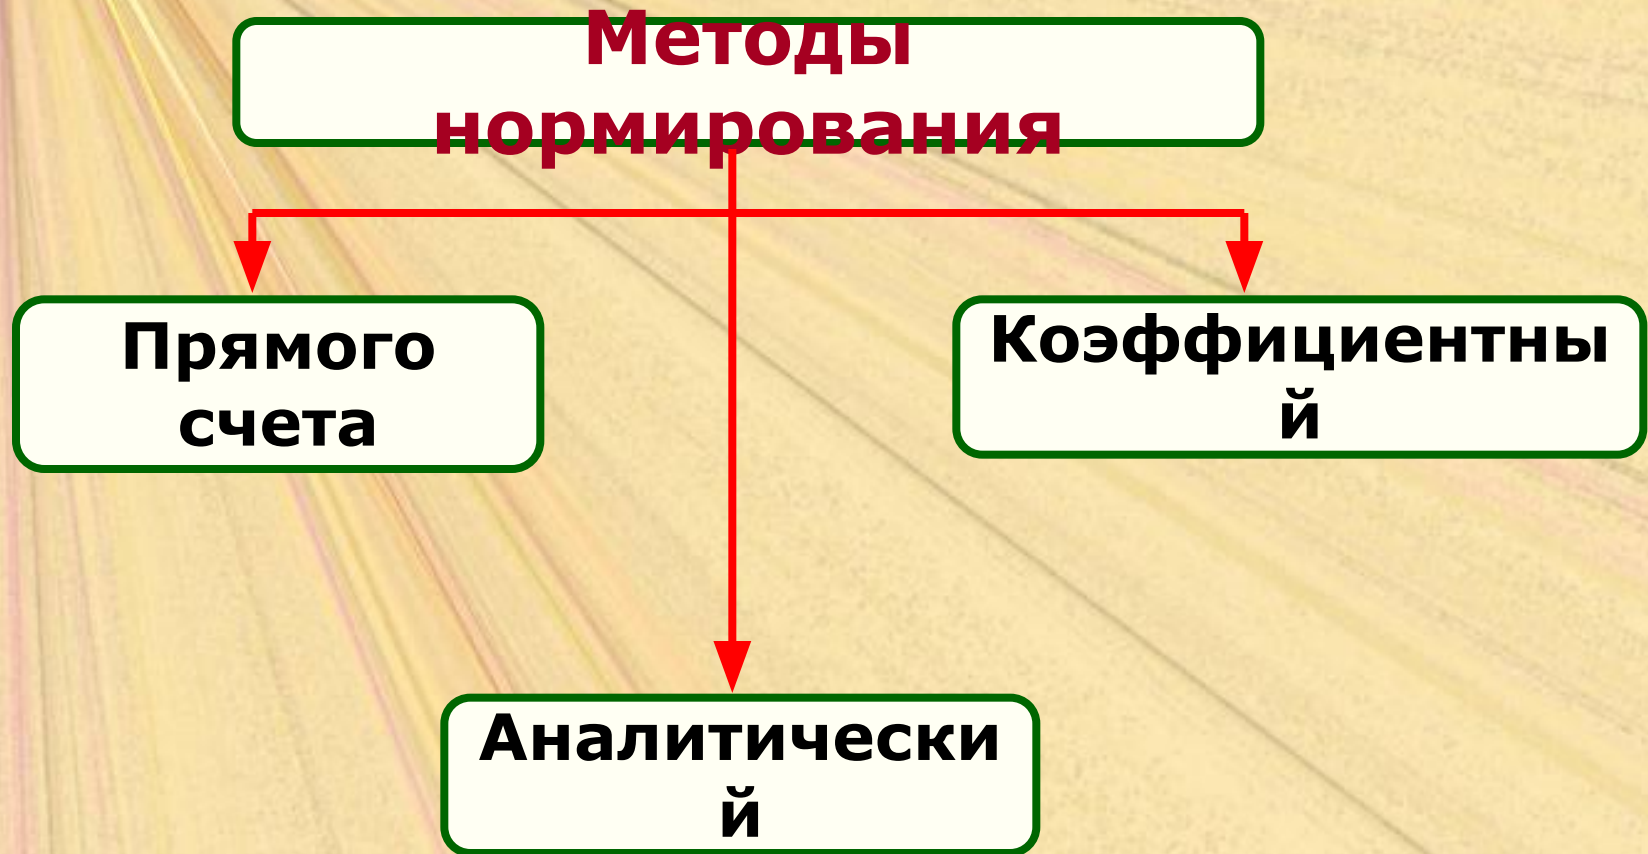 Методы
нормирования
Прямого
счета
Коэффициентны
й
Аналитически
й